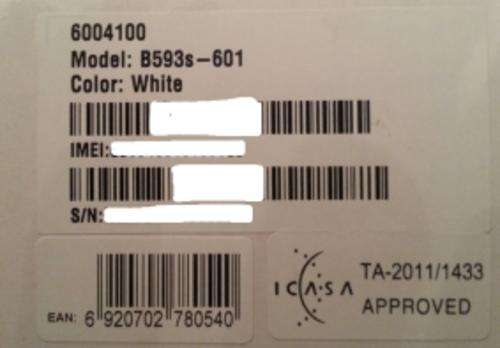 6004100
Model: B593s-601
Color: White
IMEI:
S/N:
EAN: 6 920702 780540
ICASA
TA-2011/1433
APPROVED